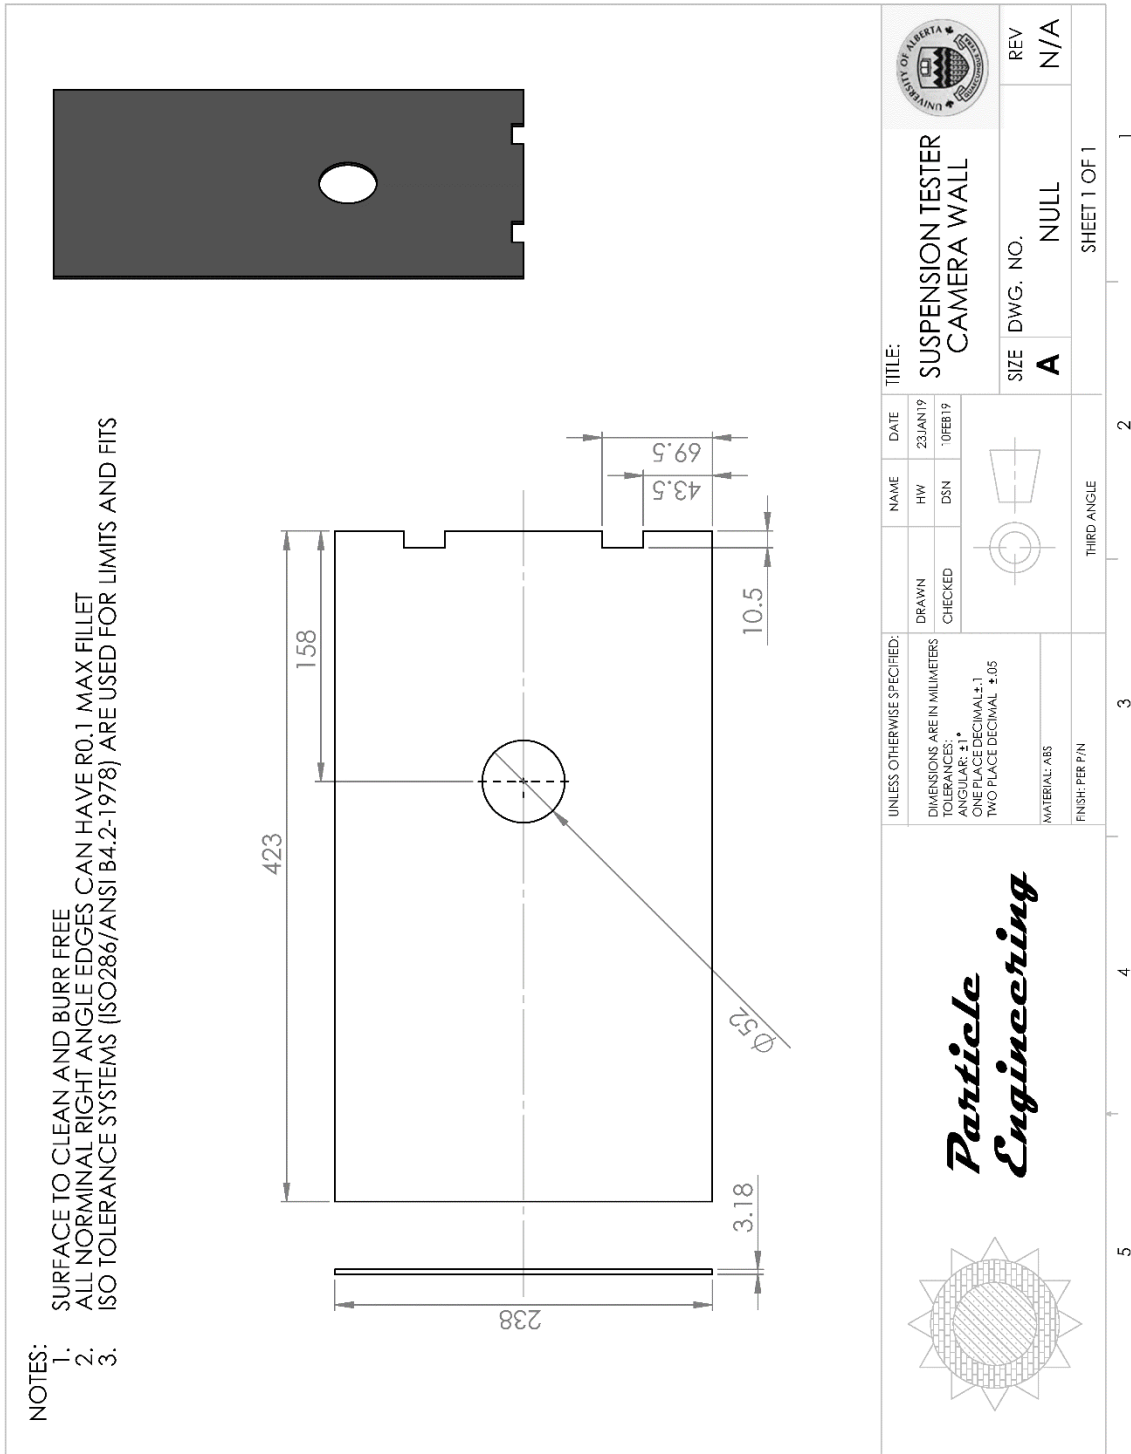 NOTES:
1. SURFACE TO CLEAN AND BURR FREE
2. ALL NORMINAL RIGHT ANGLE EDGES CAN HAVE R0.1 MAX FILLET
3. ISO TOLERANCE SYSTEMS (ISO286/ANSI B4.2-1978) ARE USED FOR LIMITS AND FITS
423
158
238
3.18
Ø52
10.5
43.5
69.5
Particle
Engineering
UNLESS OTHERWISE SPECIFIED:
DIMENSIONS ARE IN MILIMETERS
TOLERANCES:
ANGULAR: ±1°
ONE PLACE DECIMAL±.1
TWO PLACE DECIMAL ±.05
MATERIAL: ABS
FINISH: PER P/N
NAME DATE
DRAWN HW 23JAN19
CHECKED DSN 10FEB19
THIRD ANGLE
TITLE:
SUSPENSION TESTER
CAMERA WALL
UNIVERSITY OF ALBERTA
QUAECUMQUE VERA
SIZE DWG. NO. REV
A NULL N/A
SHEET 1 OF 1
5 4 3 2 1